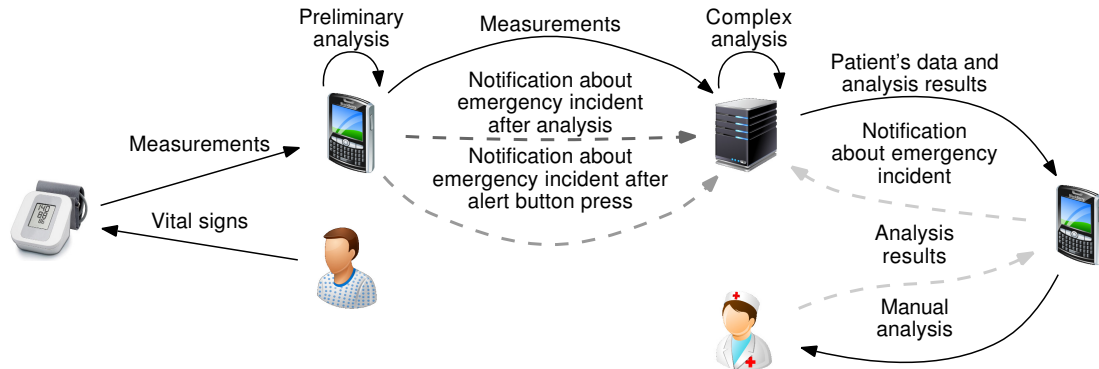 Preliminary
analysis
Measurements
Complex
analysis
Patient's data and
analysis results
Notification about
emergency incident
after analysis
Measurements
Notification about
emergency incident after
alert button press
Notification
about emergency
incident
Vital signs
Analysis
results
Manual
analysis